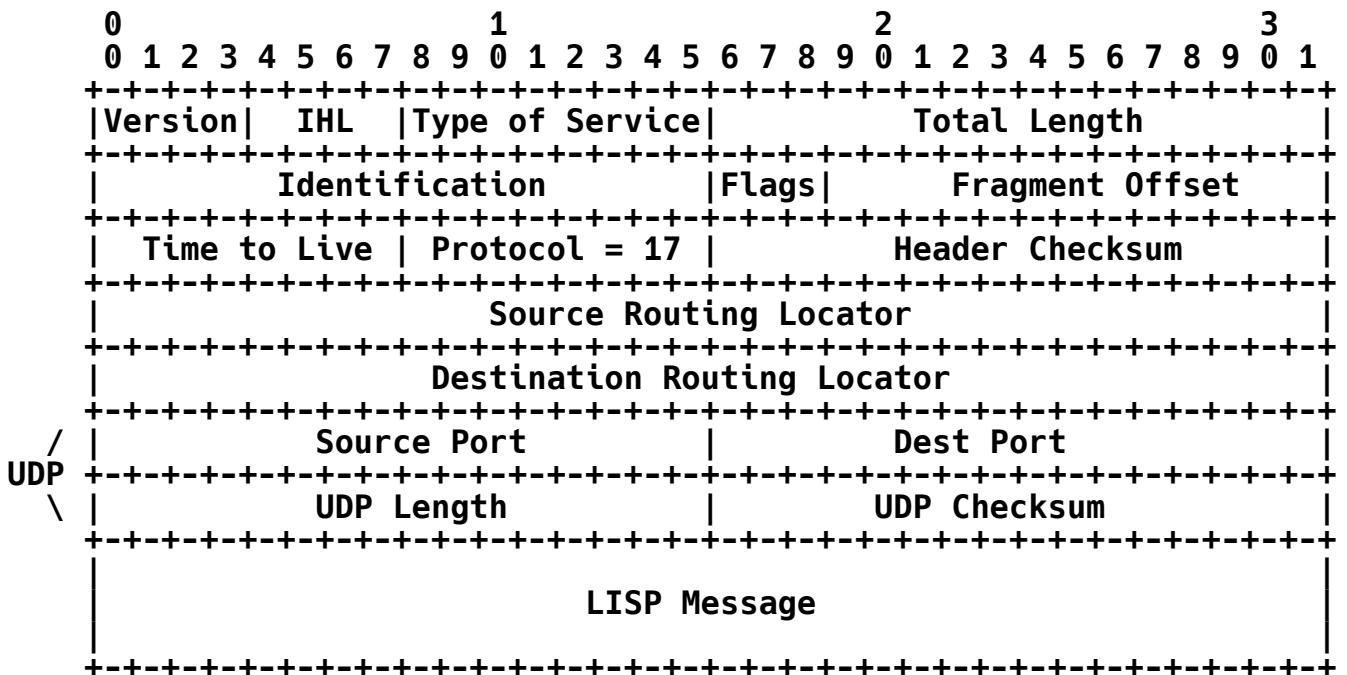 0                   1                   2                   3
        0 1 2 3 4 5 6 7 8 9 0 1 2 3 4 5 6 7 8 9 0 1 2 3 4 5 6 7 8 9 0 1
       +-+-+-+-+-+-+-+-+-+-+-+-+-+-+-+-+-+-+-+-+-+-+-+-+-+-+-+-+-+-+-+-+
       |Version|  IHL  |Type of Service|          Total Length         |
       +-+-+-+-+-+-+-+-+-+-+-+-+-+-+-+-+-+-+-+-+-+-+-+-+-+-+-+-+-+-+-+-+
       |         Identification        |Flags|      Fragment Offset    |
       +-+-+-+-+-+-+-+-+-+-+-+-+-+-+-+-+-+-+-+-+-+-+-+-+-+-+-+-+-+-+-+-+
       |  Time to Live | Protocol = 17 |         Header Checksum       |
       +-+-+-+-+-+-+-+-+-+-+-+-+-+-+-+-+-+-+-+-+-+-+-+-+-+-+-+-+-+-+-+-+
       |                    Source Routing Locator                     |
       +-+-+-+-+-+-+-+-+-+-+-+-+-+-+-+-+-+-+-+-+-+-+-+-+-+-+-+-+-+-+-+-+
       |                 Destination Routing Locator                   |
       +-+-+-+-+-+-+-+-+-+-+-+-+-+-+-+-+-+-+-+-+-+-+-+-+-+-+-+-+-+-+-+-+
     / |           Source Port         |         Dest Port             |
   UDP +-+-+-+-+-+-+-+-+-+-+-+-+-+-+-+-+-+-+-+-+-+-+-+-+-+-+-+-+-+-+-+-+
     \ |           UDP Length          |        UDP Checksum           |
       +-+-+-+-+-+-+-+-+-+-+-+-+-+-+-+-+-+-+-+-+-+-+-+-+-+-+-+-+-+-+-+-+
       |                                                               |
       |                         LISP Message                          |
       |                                                               |
       +-+-+-+-+-+-+-+-+-+-+-+-+-+-+-+-+-+-+-+-+-+-+-+-+-+-+-+-+-+-+-+-+